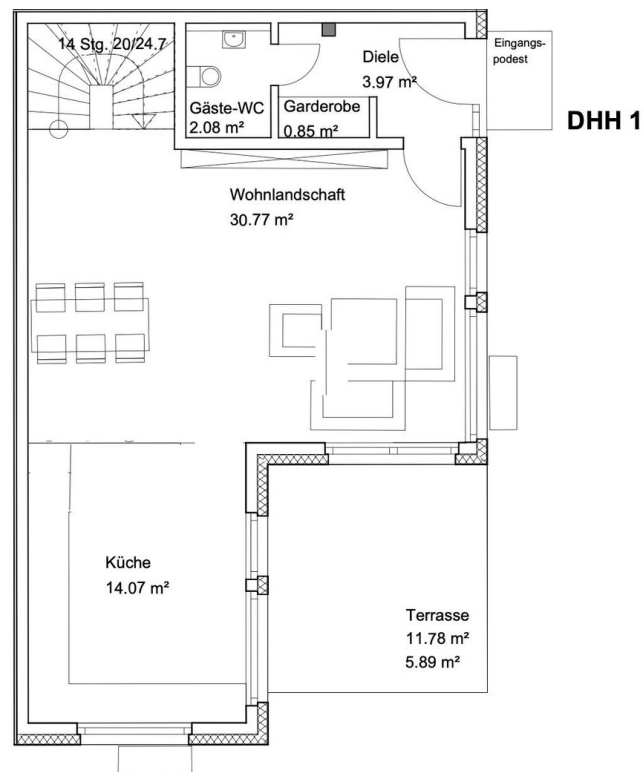 14 Stg. 20/24.7
Gäste-WC
2.08 m²
Garderobe
0.85 m²
Diele
3.97 m²
Eingangs-
podest
DHH 1
Wohnlandschaft
30.77 m²
Küche
14.07 m²
Terrasse
11.78 m²
5.89 m²